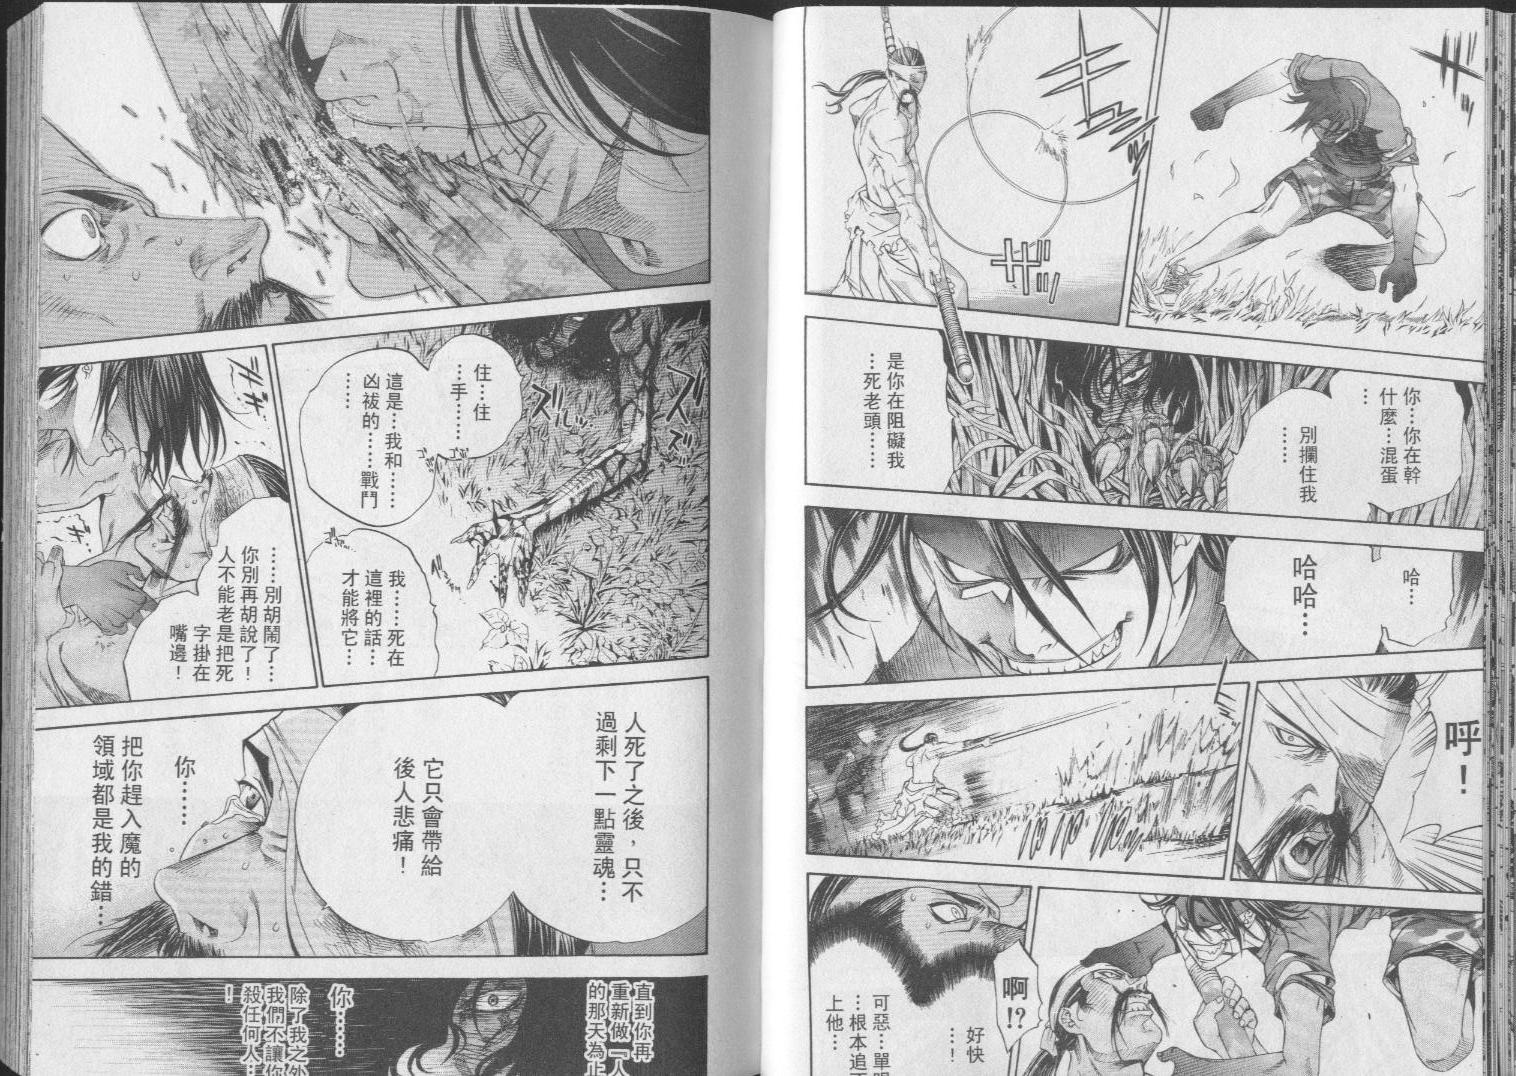 你…你在幹
什麼…混蛋
…
別攔住我
……
是你在阻礙我
…死老頭……
哈…
哈哈…
呼！
啊!?
好快
…！
可惡…單眼
…根本追不
上他…
住…住
…手……
這是…我和……
凶祓的……戰鬥
……
我……死在
這裡的話…
才能將它…
……別胡鬧了…
你別再胡說了！
人不能老是把死
字掛在
嘴邊！
人死了之後，只不
過剩下一點靈魂…
它只會帶給
後人悲痛！
你……
把你趕入魔的
領域都是我的錯…
直到你再
重新做一人
的那天為止
你……
除了我之外
我們不讓你
殺任何人…
！